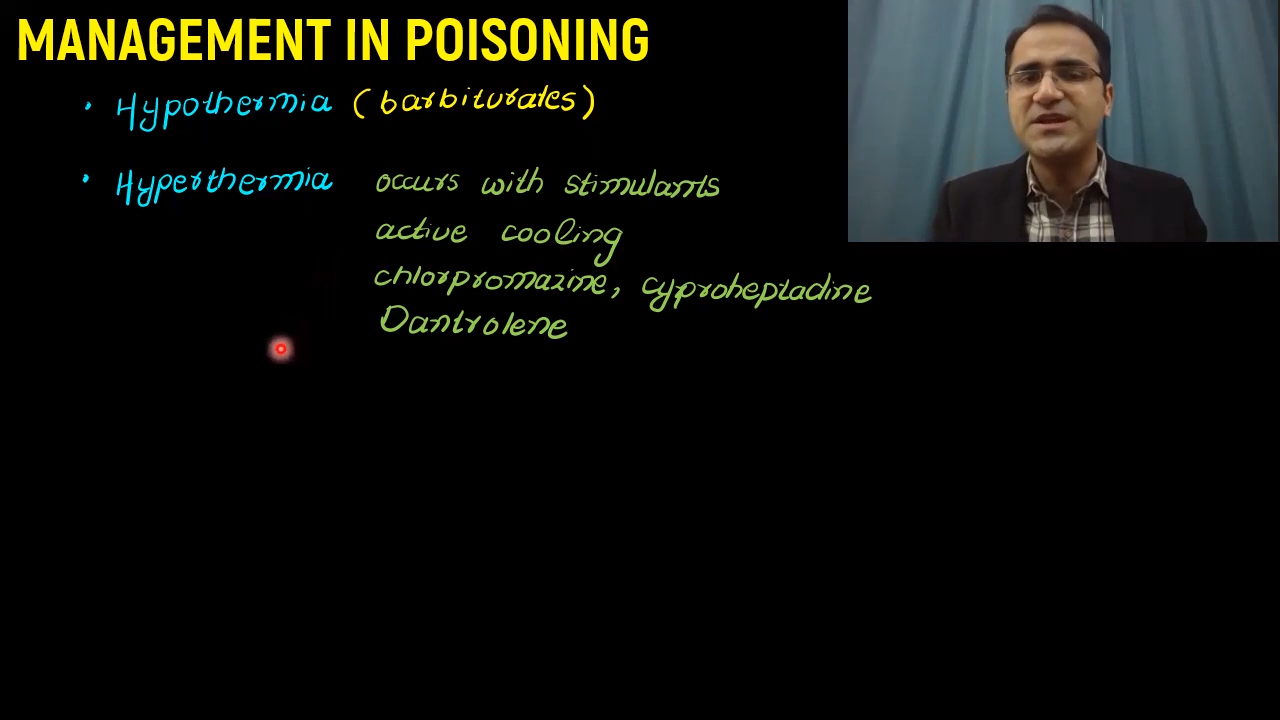 MANAGEMENT IN POISONING
• Hypothermia (barbiturates)
• Hyperthermia occurs with stimulants
active cooling
chlorpromazine, cyproheptadine
Dantrolene